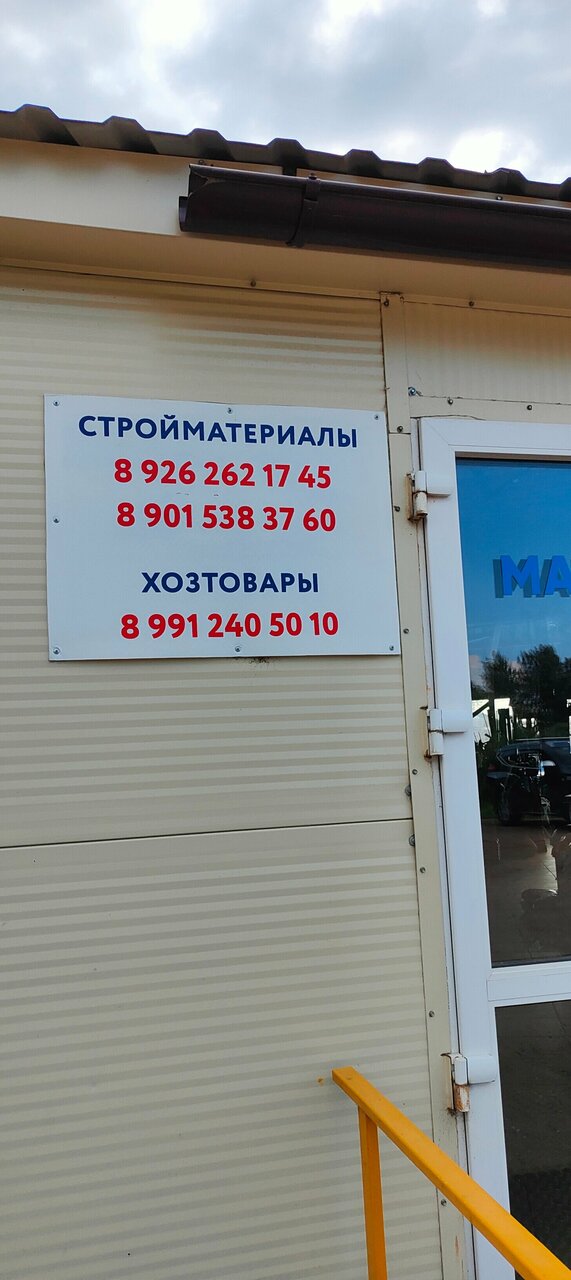 СТРОЙМАТЕРИАЛЫ
8 926 262 17 45
8 901 538 37 60
ХОЗТОВАРЫ
8 991 240 50 10